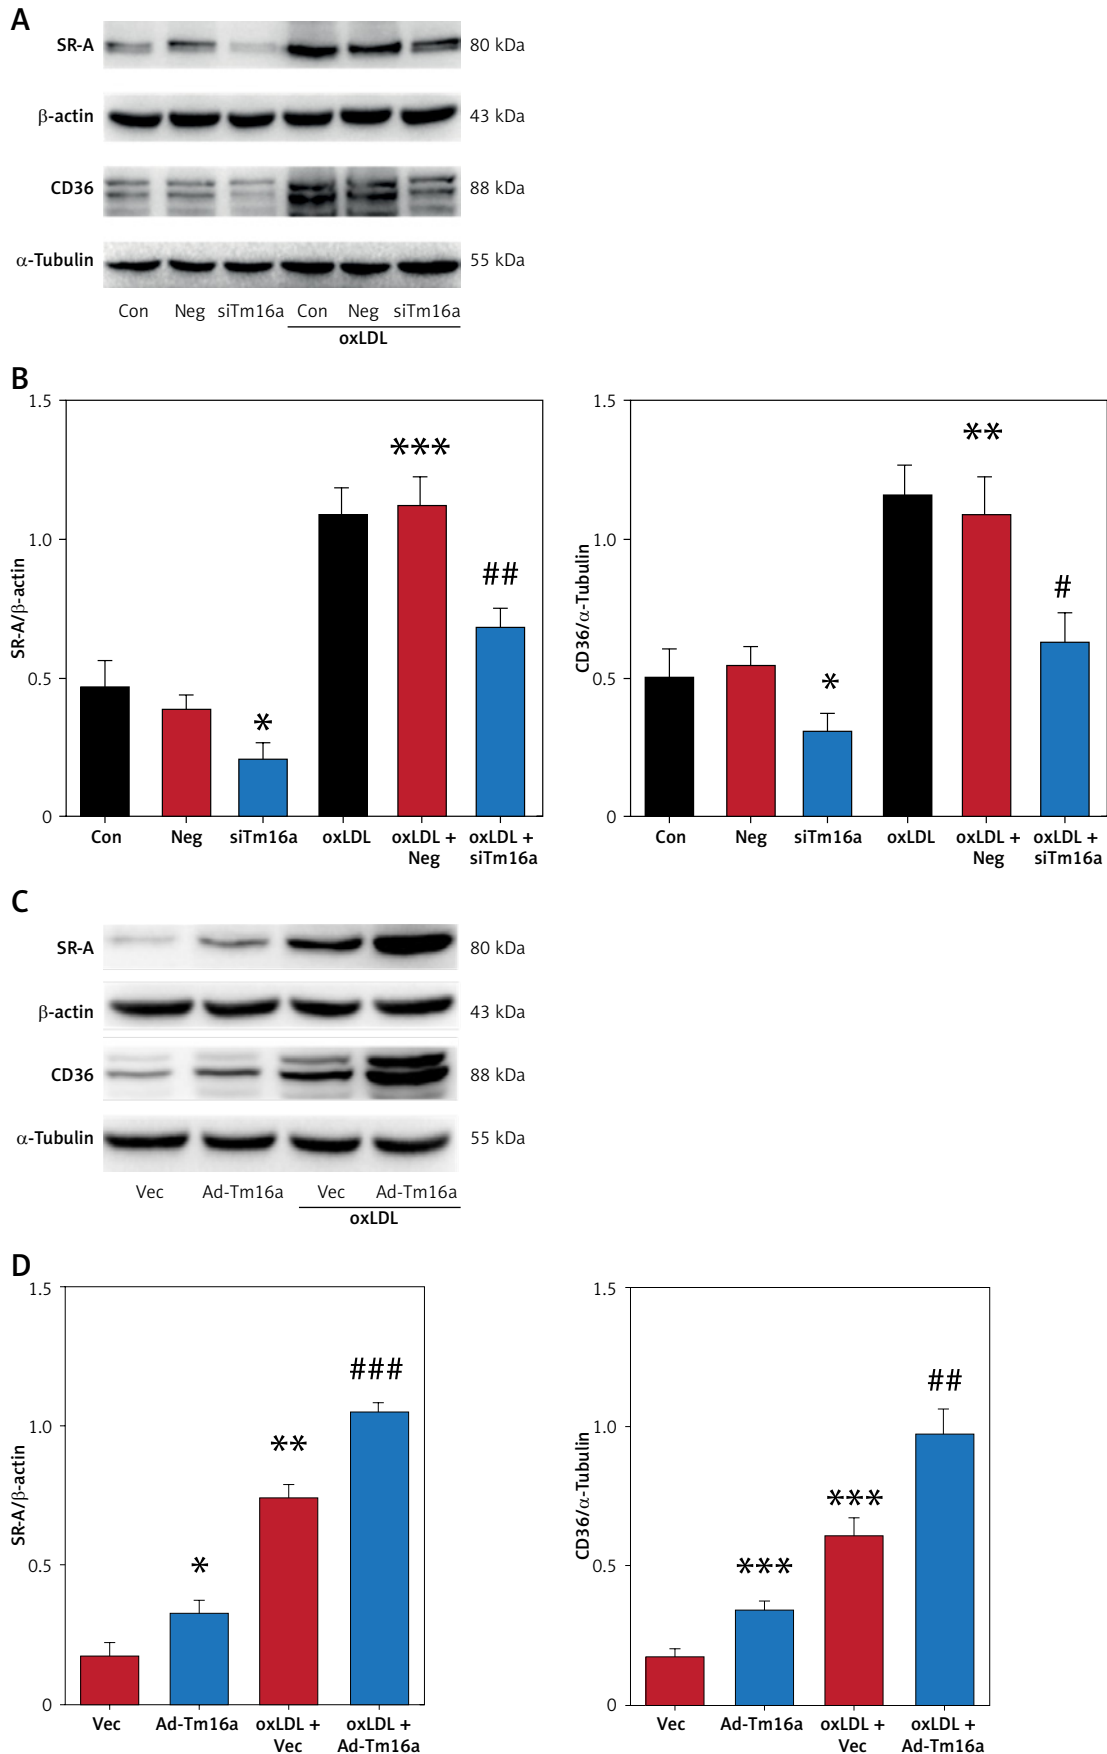 A
SR-A 80 kDa
β-actin 43 kDa
CD36 88 kDa
α-Tubulin 55 kDa
Con Neg siTm16a Con Neg siTm16a
oxLDL
B
SR-A/β-actin
1.5
1.0
0.5
0
***
##
*
Con Neg siTm16a oxLDL oxLDL + Neg oxLDL + siTm16a
CD36/α-Tubulin
1.5
1.0
0.5
0
**
#
*
Con Neg siTm16a oxLDL oxLDL + Neg oxLDL + siTm16a
C
SR-A 80 kDa
β-actin 43 kDa
CD36 88 kDa
α-Tubulin 55 kDa
Vec Ad-Tm16a Vec Ad-Tm16a
oxLDL
D
SR-A/β-actin
1.5
1.0
0.5
0
###
**
*
Vec Ad-Tm16a oxLDL + Vec oxLDL + Ad-Tm16a
CD36/α-Tubulin
1.5
1.0
0.5
0
##
***
***
Vec Ad-Tm16a oxLDL + Vec oxLDL + Ad-Tm16a